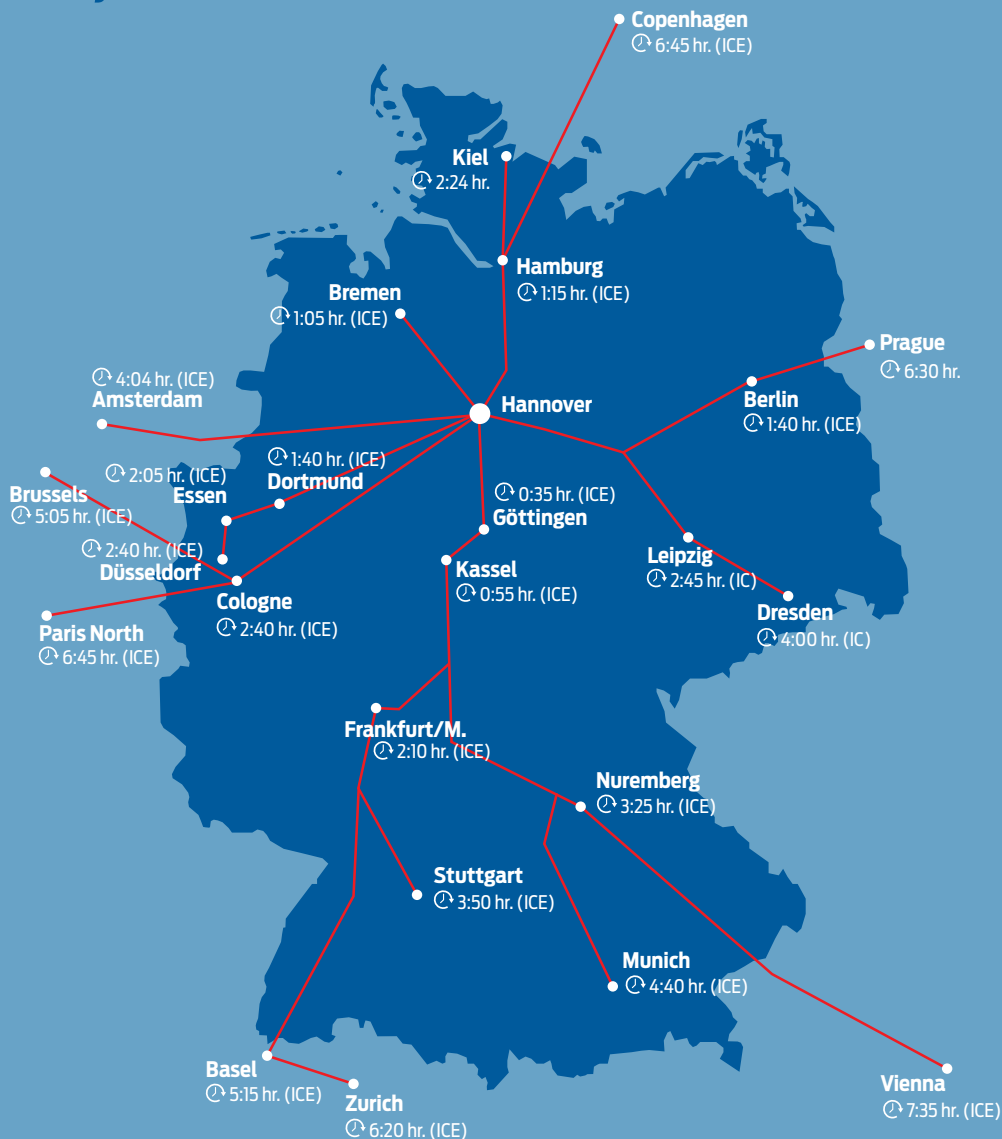 Copenhagen
6:45 hr. (ICE)
Kiel
2:24 hr.
Hamburg
1:15 hr. (ICE)
Bremen
1:05 hr. (ICE)
Prague
6:30 hr.
4:04 hr. (ICE)
Amsterdam
Hannover
Berlin
1:40 hr. (ICE)
1:40 hr. (ICE)
Dortmund
2:05 hr. (ICE)
Essen
Brussels
5:05 hr. (ICE)
0:35 hr. (ICE)
Göttingen
2:40 hr. (ICE)
Düsseldorf
Leipzig
2:45 hr. (IC)
Kassel
0:55 hr. (ICE)
Cologne
2:40 hr. (ICE)
Dresden
4:00 hr. (IC)
Paris North
6:45 hr. (ICE)
Frankfurt/M.
2:10 hr. (ICE)
Nuremberg
3:25 hr. (ICE)
Stuttgart
3:50 hr. (ICE)
Munich
4:40 hr. (ICE)
Basel
5:15 hr. (ICE)
Zurich
6:20 hr. (ICE)
Vienna
7:35 hr. (ICE)